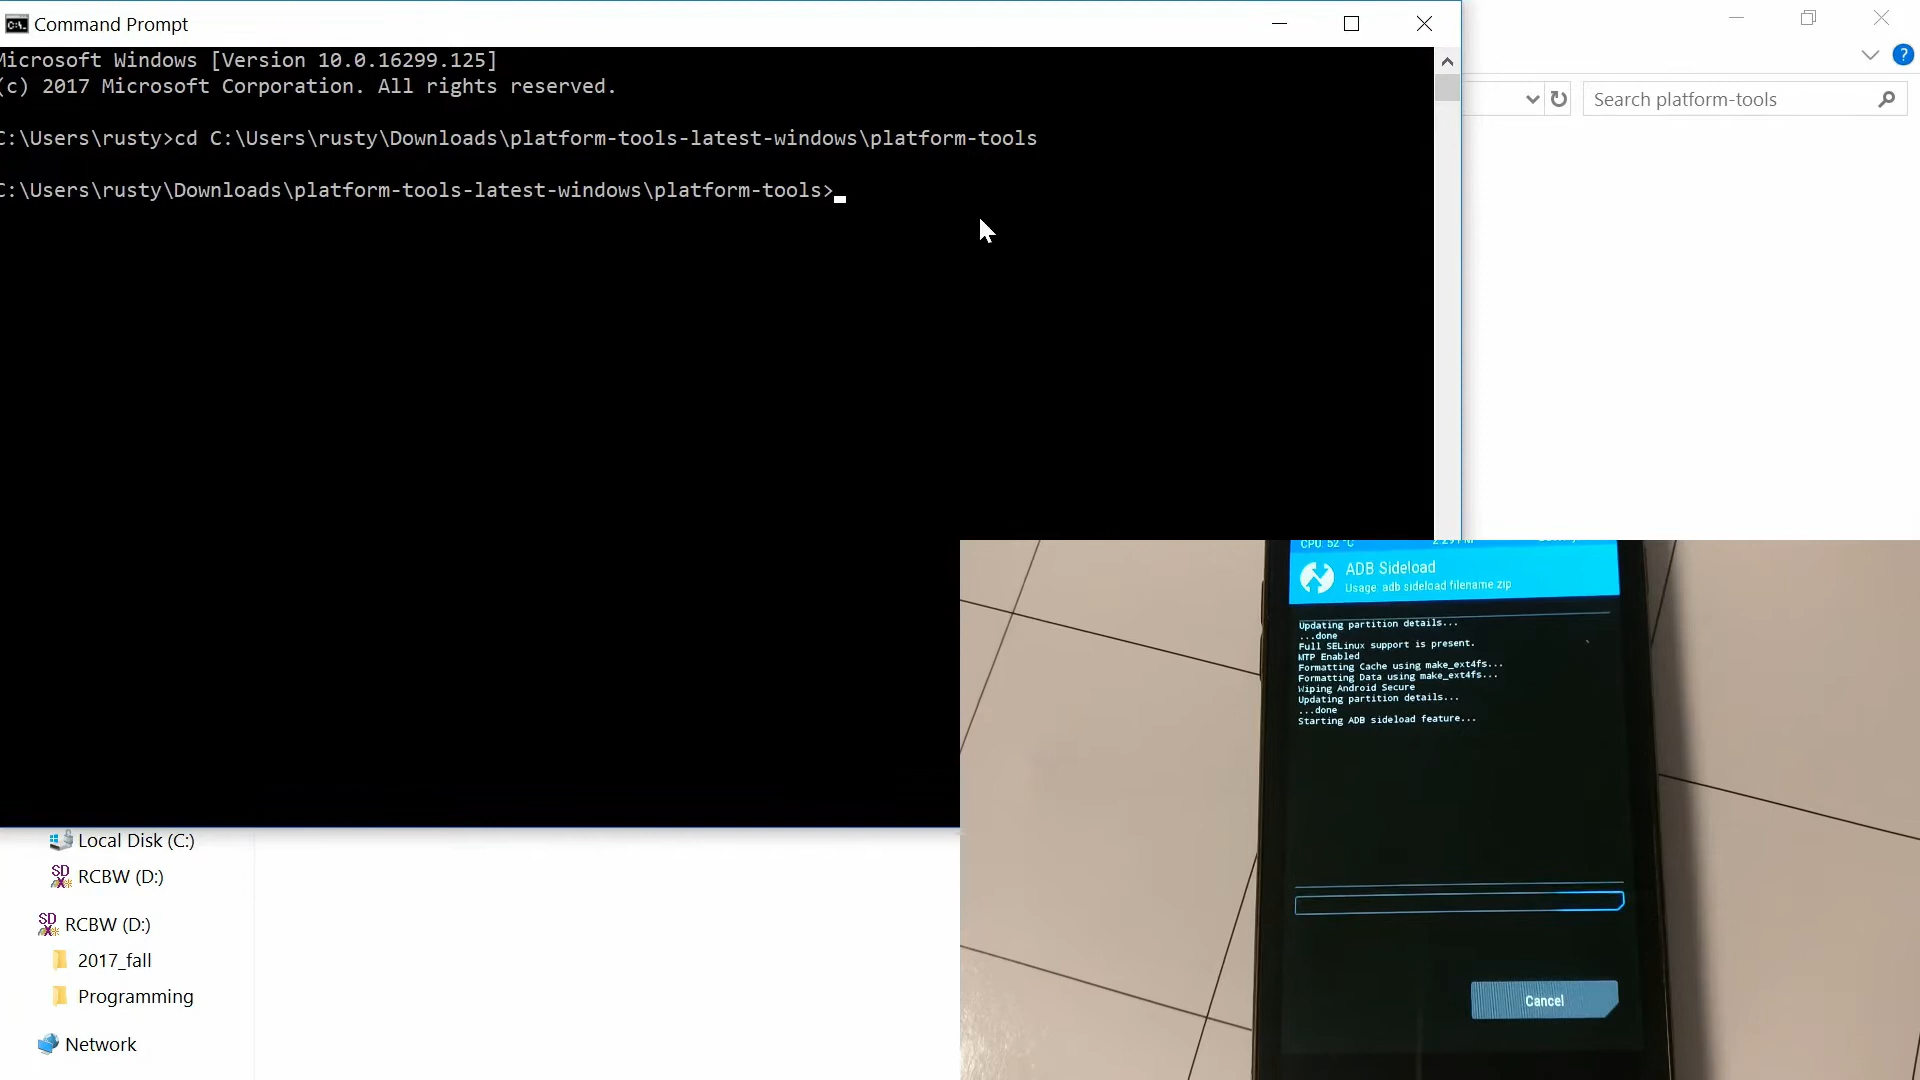 Command Prompt
Microsoft Windows [Version 10.0.16299.125]
(c) 2017 Microsoft Corporation. All rights reserved.
C:\Users\rusty>cd C:\Users\rusty\Downloads\platform-tools-latest-windows\platform-tools
C:\Users\rusty\Downloads\platform-tools-latest-windows\platform-tools>
?
Search platform-tools
Local Disk (C:)
RCBW (D:)
RCBW (D:)
2017_fall
Programming
Network
CPU: 52 °C
ADB Sideload
Usage: adb sideload filename.zip
Updating partition details...
...done
Full SELinux support is present.
MTP Enabled
Formatting Cache using make_ext4fs...
Formatting Data using make_ext4fs...
Wiping Android Secure
Updating partition details...
...done
Starting ADB sideload feature...
Cancel